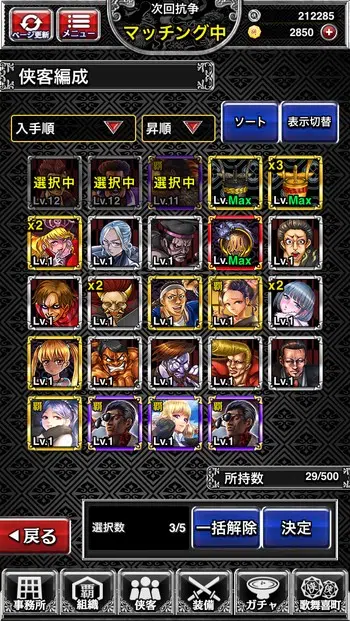 次回抗争
マッチング中
ページ更新
メニュー
212285
2850
侠客編成
入手順
昇順
ソート
表示切替
選択中 選択中 覇 選択中 x3
Lv.12 Lv.12 Lv.11 Lv.Max Lv.Max
x2
Lv.1 Lv.1 Lv.1 Lv.Max Lv.1
x2 覇 x2
Lv.1 Lv.1 Lv.1 Lv.1 Lv.1
Lv.1 Lv.1 Lv.1 Lv.1 Lv.1
覇 覇 覇 覇
Lv.1 Lv.1 Lv.1 Lv.1
所持数 29/500
戻る
選択数 3/5
一括解除
決定
事務所 組織 侠客 装備 ガチャ 歌舞喜町
覇